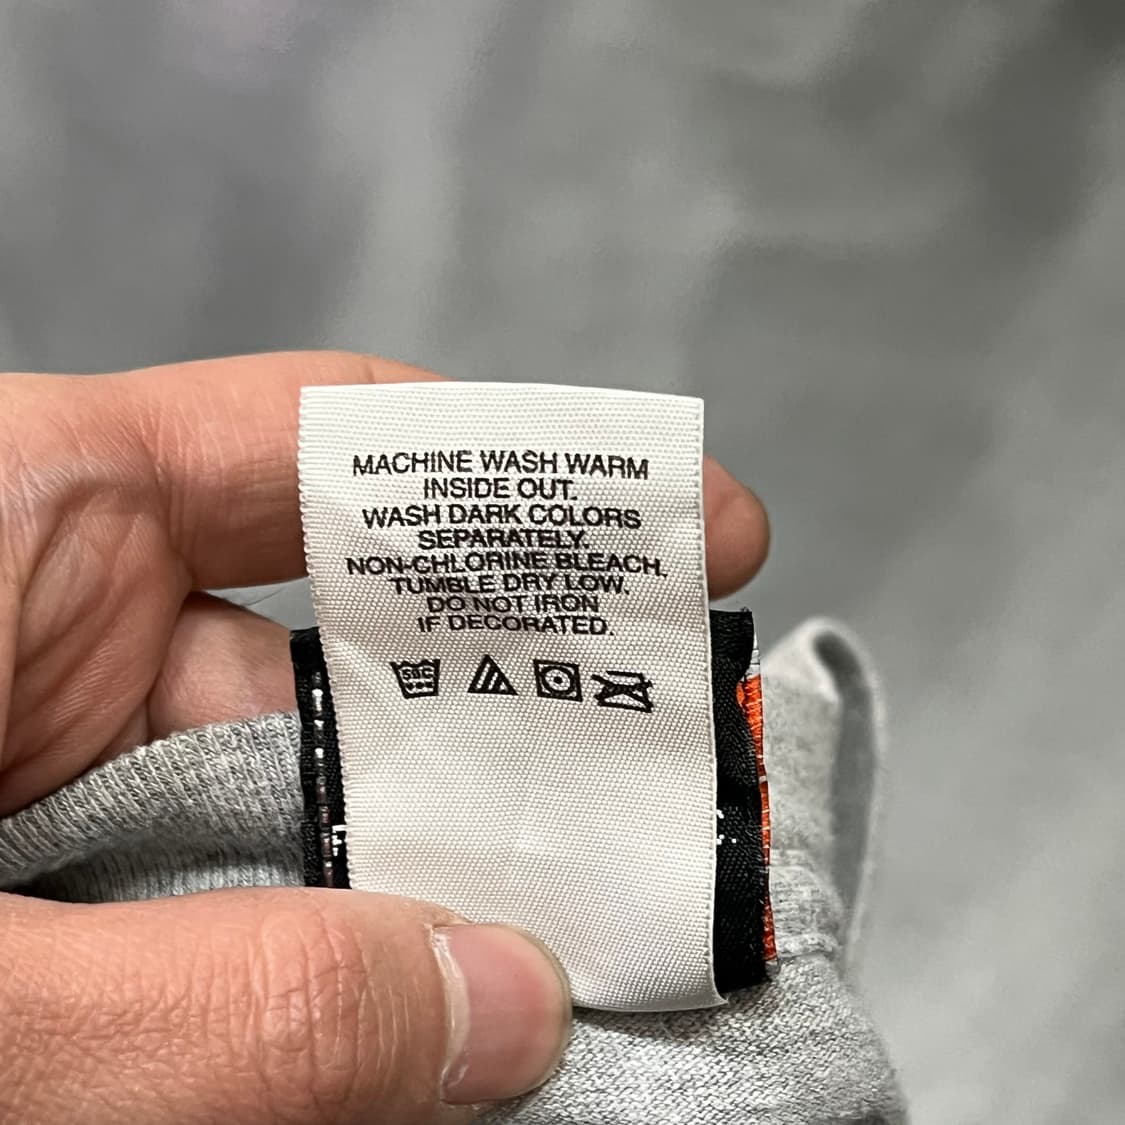 MACHINE WASH WARM
INSIDE OUT.
WASH DARK COLORS
SEPARATELY.
NON-CHLORINE BLEACH.
TUMBLE DRY LOW.
DO NOT IRON
IF DECORATED.